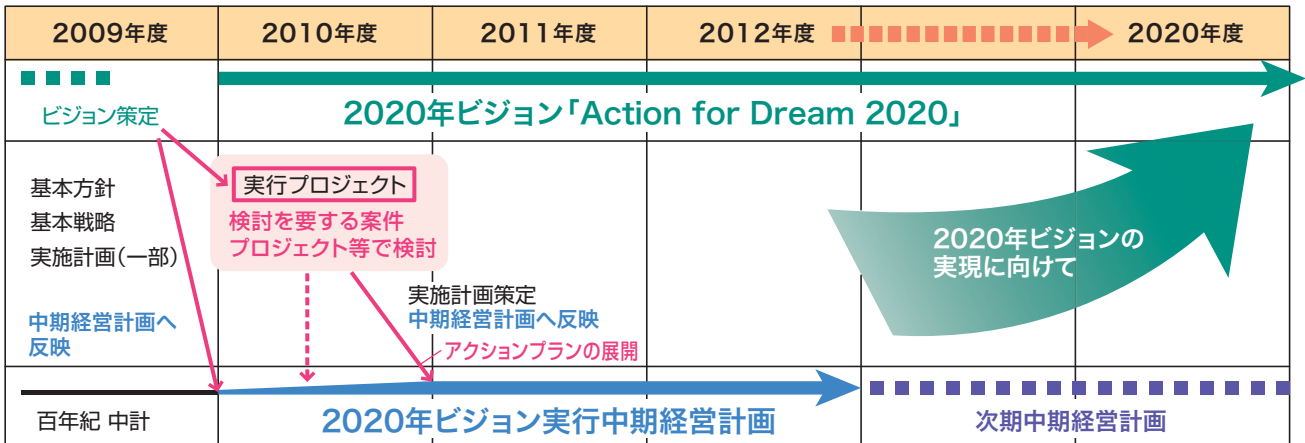 2009年度
2010年度
2011年度
2012年度
2020年度
ビジョン策定
2020年ビジョン「Action for Dream 2020」
基本方針
基本戦略
実施計画(一部)
中期経営計画へ
反映
実行プロジェクト
検討を要する案件
プロジェクト等で検討
実施計画策定
中期経営計画へ反映
アクションプランの展開
2020年ビジョンの
実現に向けて
百年紀 中計
2020年ビジョン実行中期経営計画
次期中期経営計画